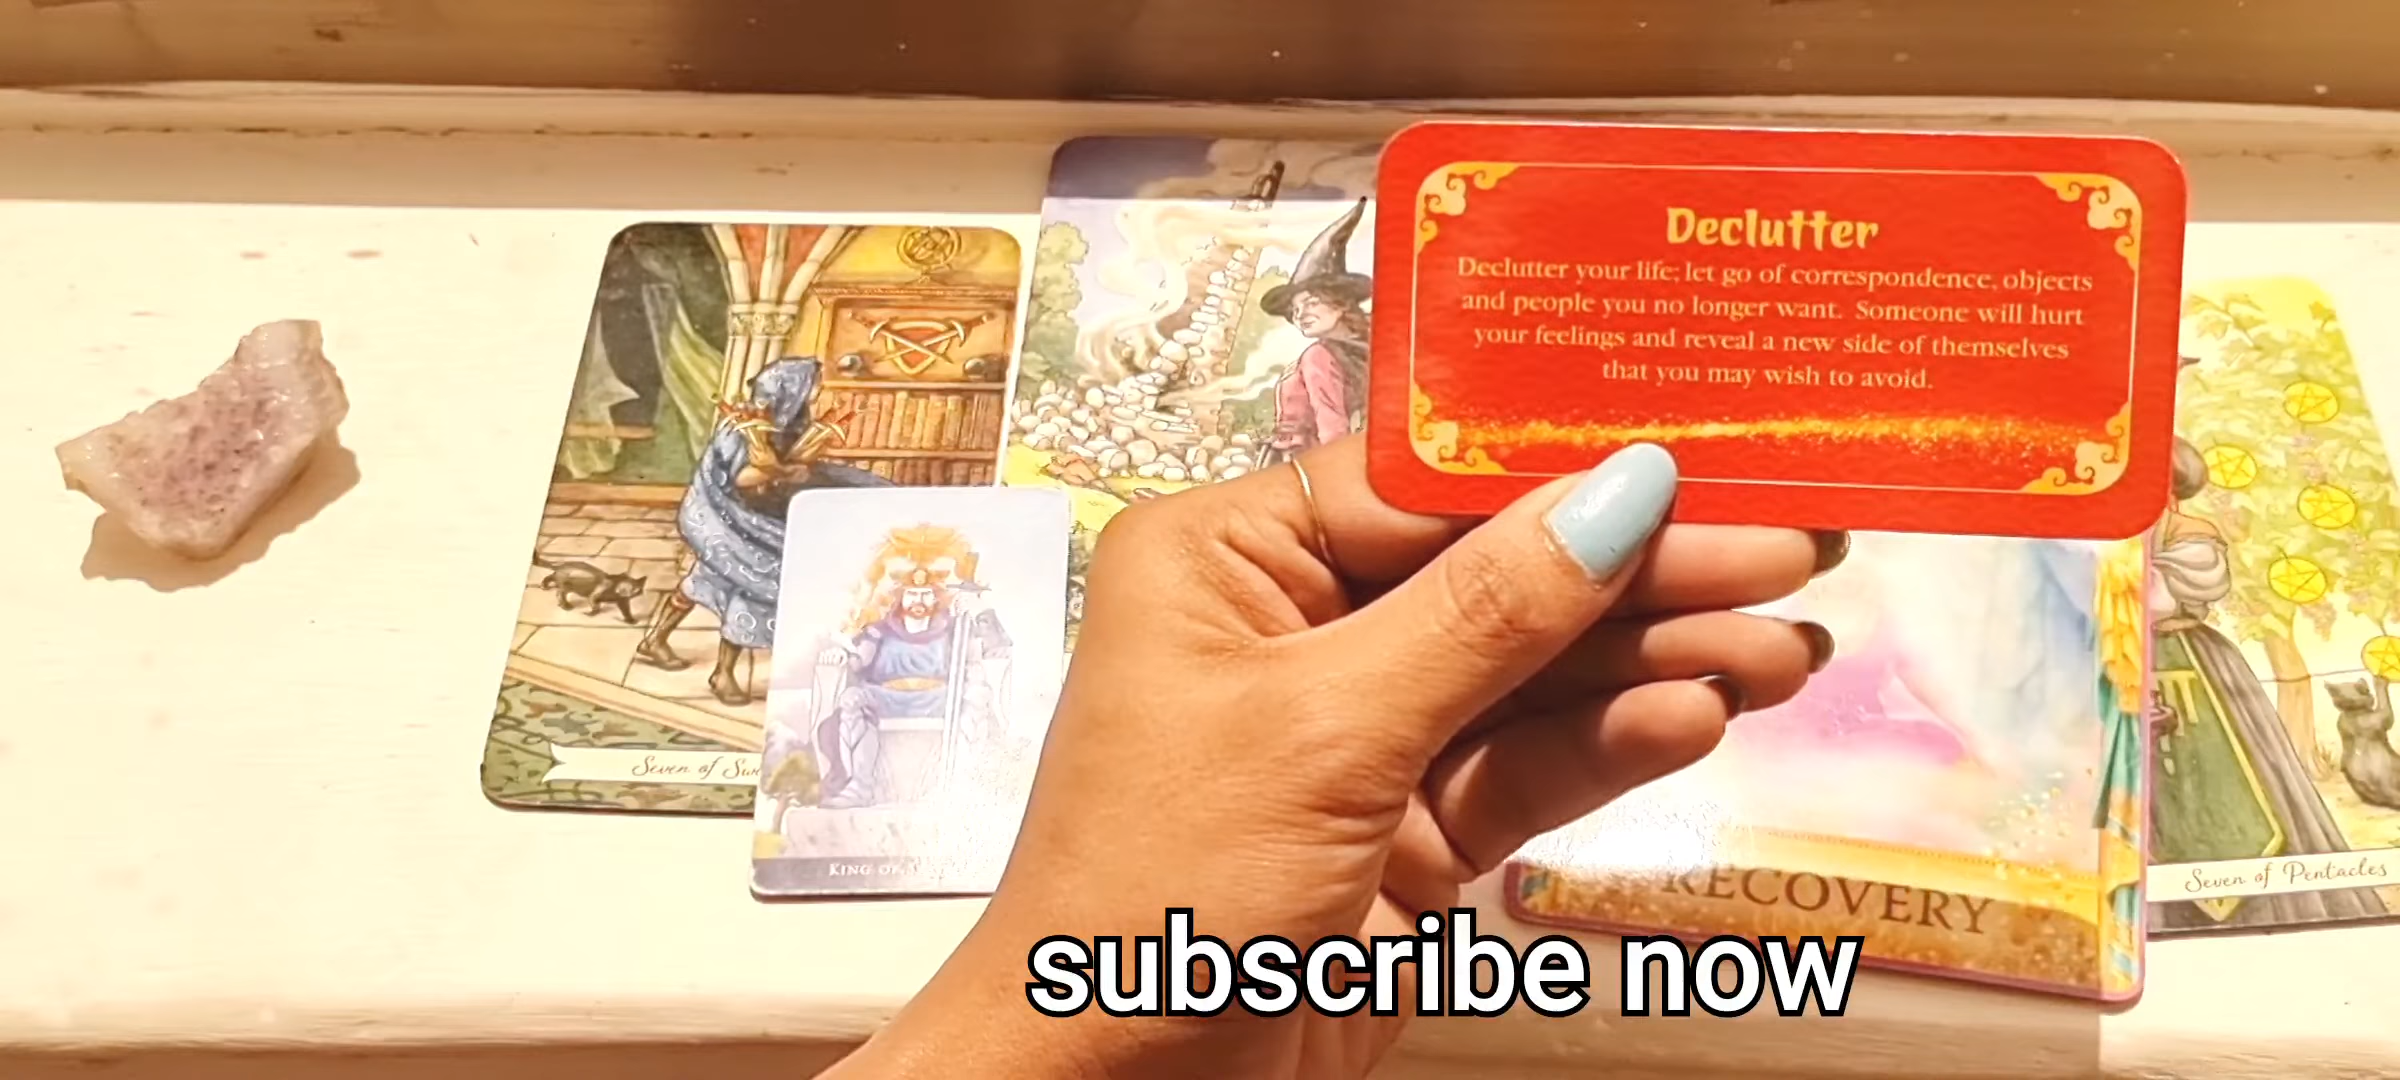 Declutter
Declutter your life; let go of correspondence, objects
and people you no longer want. Someone will hurt
your feelings and reveal a new side of themselves
that you may wish to avoid.
Seven of
KING OF
RECOVERY
Seven of Pentacles
subscribe now